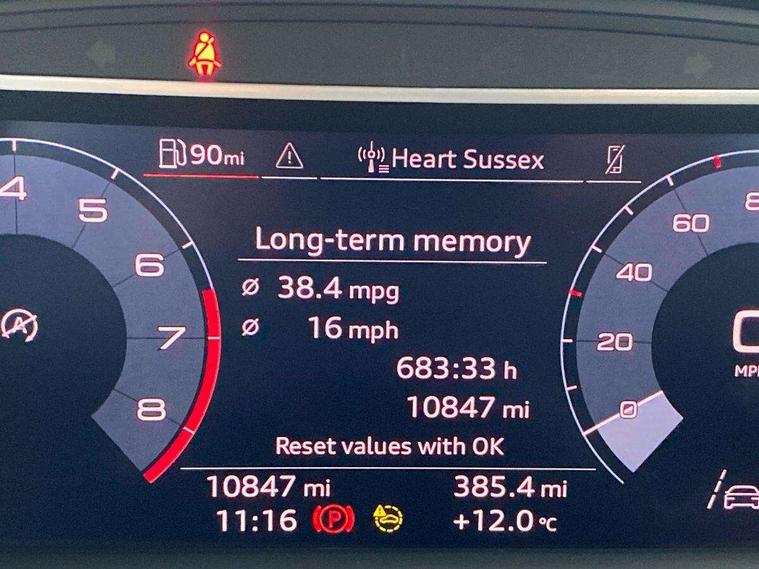 90mi
Heart Sussex
Long-term memory
ø 38.4 mpg
ø 16 mph
683:33 h
10847 mi
Reset values with OK
10847 mi 385.4 mi
11:16 P +12.0 °C
4
5
6
7
8
A
60
40
20
0